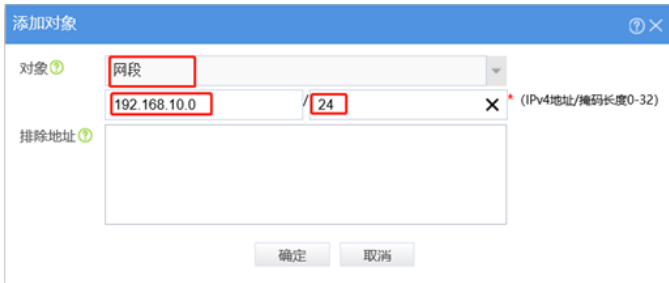 添加对象
对象 网段
192.168.10.0 / 24 * (IPv4地址/掩码长度0-32)
排除地址
确定 取消